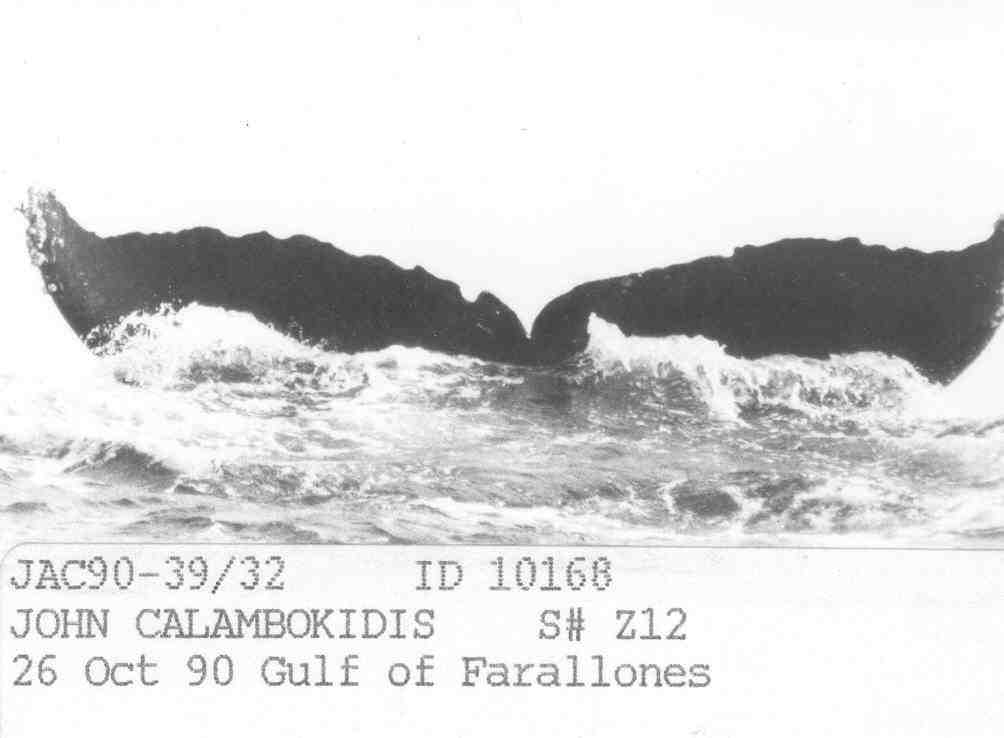 JAC90-39/32 ID 10168
JOHN CALAMBOKIDIS S# Z12
26 Oct 90 Gulf of Farallones